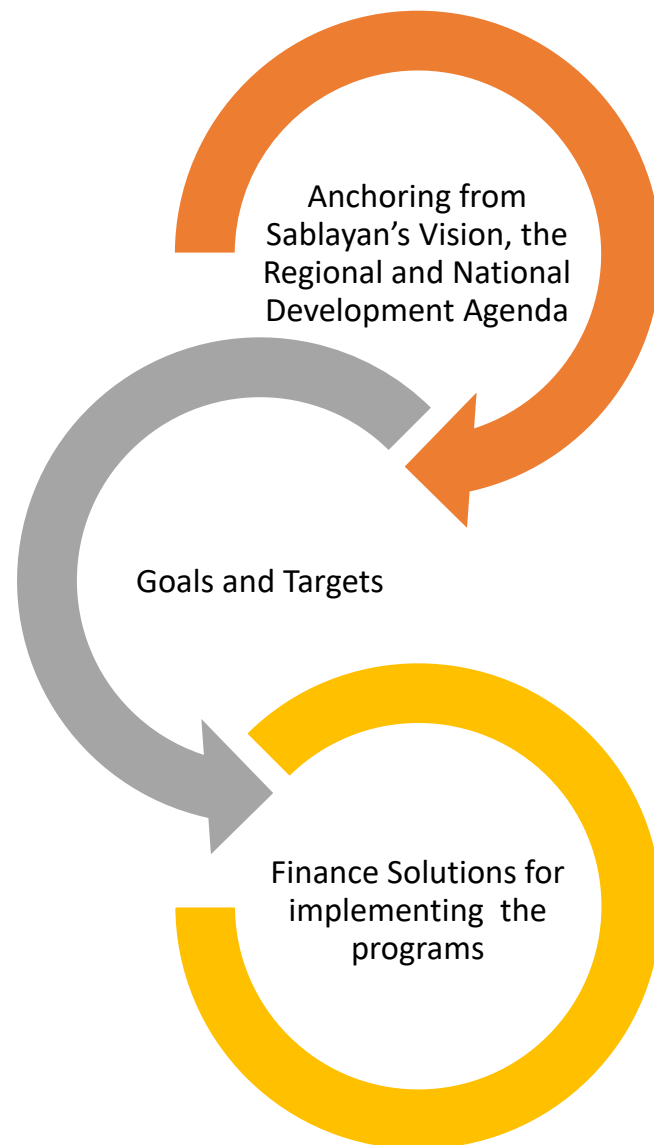 Anchoring from
Sablayan’s Vision, the
Regional and National
Development Agenda
Goals and Targets
Finance Solutions for
implementing  the
programs